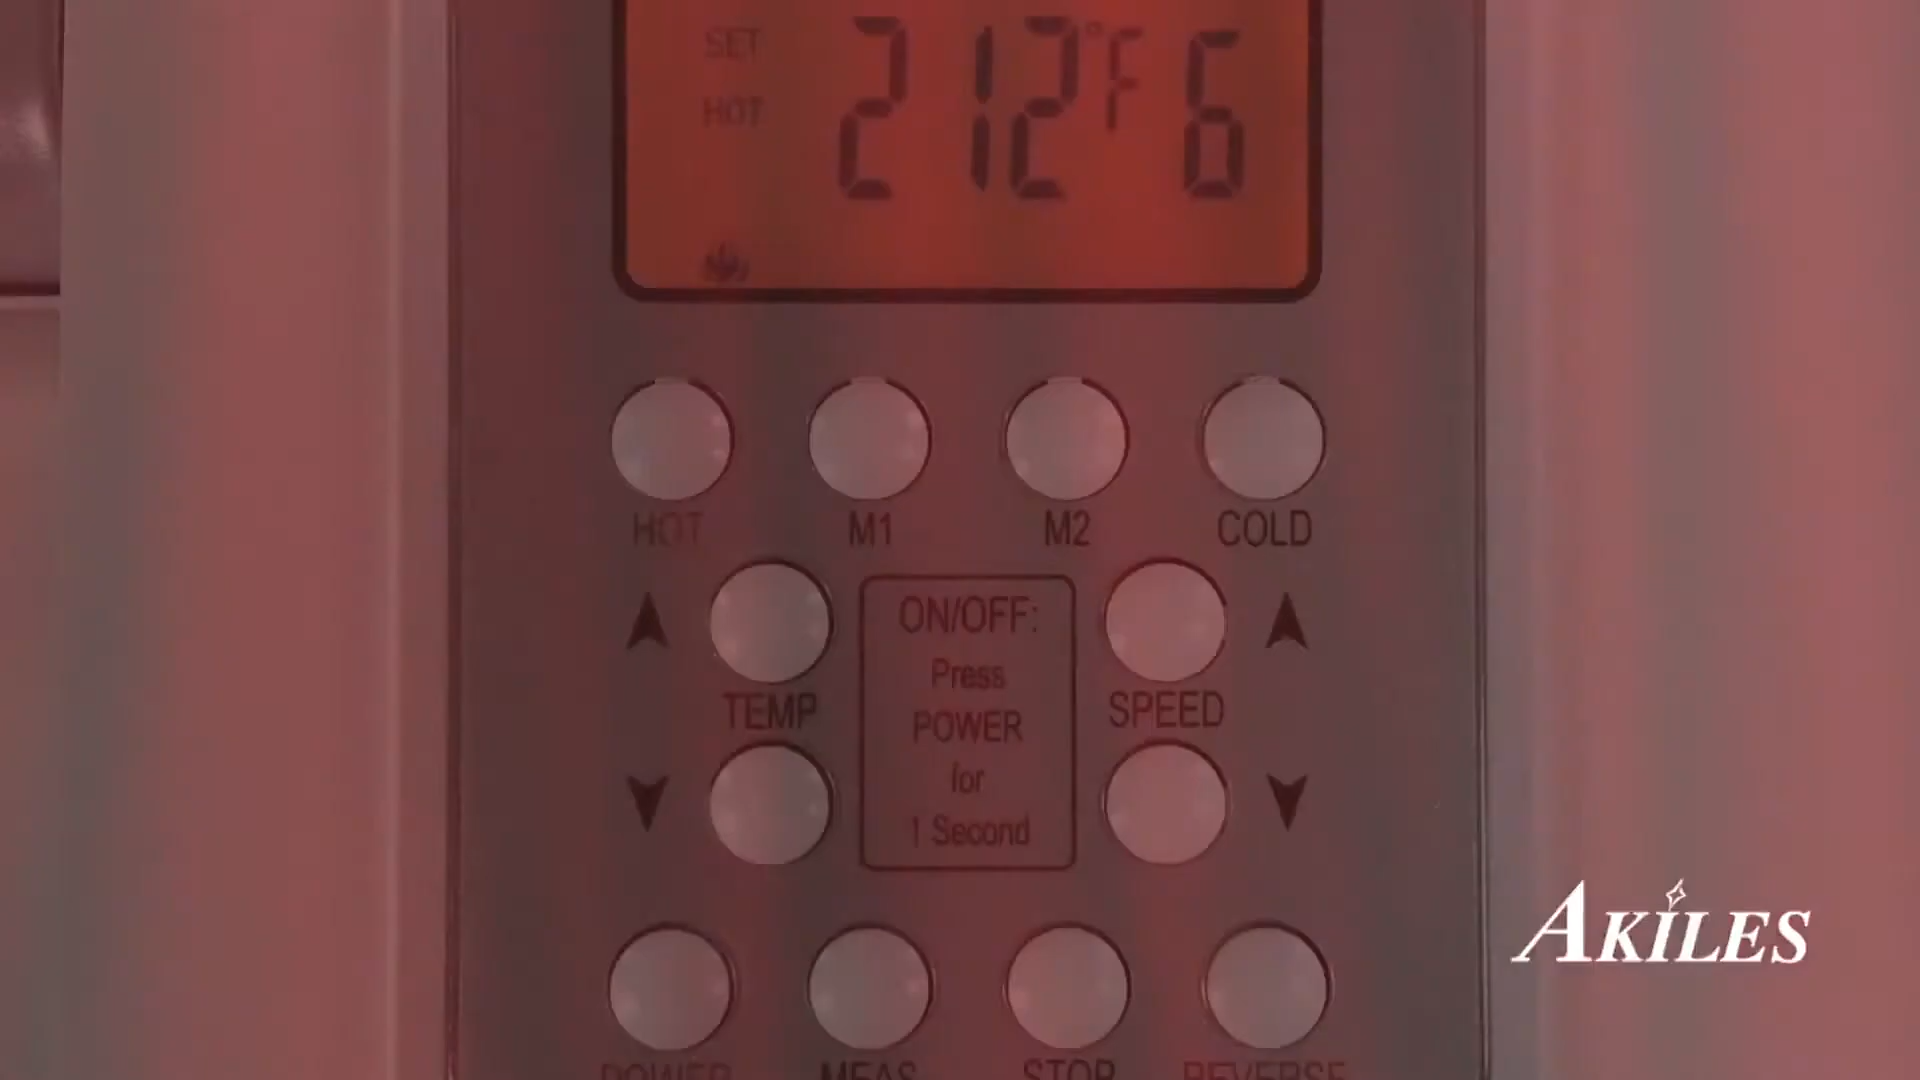 SET
HOT
212°F 6
HOT M1 M2 COLD
ON/OFF:
Press
POWER
for
1 Second
TEMP
SPEED
POWER MEAS STOP REVERSE
AKILES